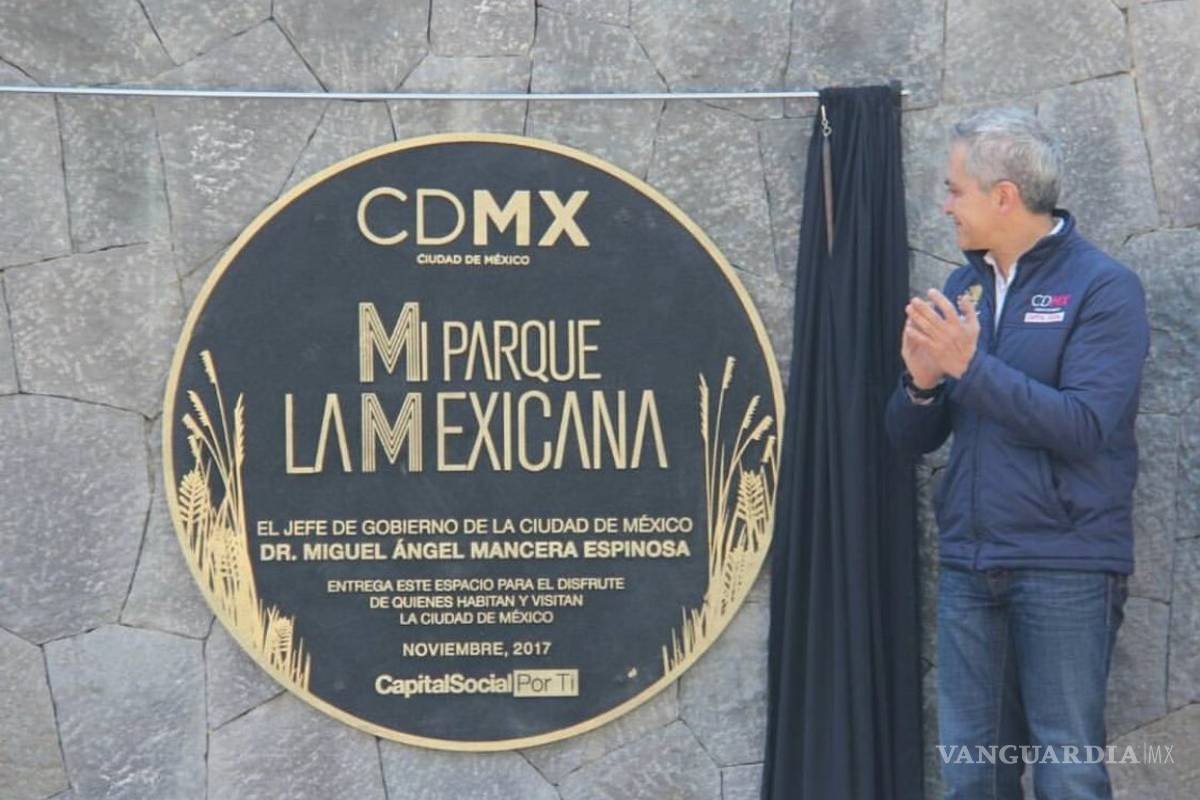 CDMX
CIUDAD DE MÉXICO
MI PARQUE
LA MEXICANA
EL JEFE DE GOBIERNO DE LA CIUDAD DE MÉXICO
DR. MIGUEL ÁNGEL MANCERA ESPINOSA
ENTREGA ESTE ESPACIO PARA EL DISFRUTE
DE QUIENES HABITAN Y VISITAN
LA CIUDAD DE MÉXICO
NOVIEMBRE, 2017
CapitalSocial Por Ti
CDMX
VANGUARDIA|MX